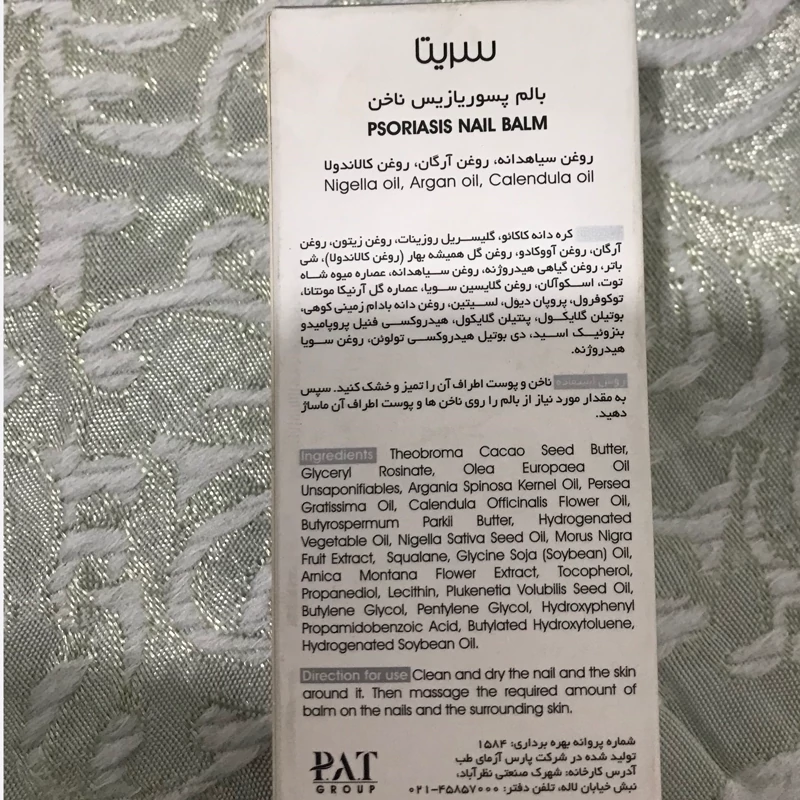 سریتا
بالم پسوریازیس ناخن
PSORIASIS NAIL BALM
روغن سیاهدانه، روغن آرگان، روغن کالاندولا
Nigella oil, Argan oil, Calendula oil
کره دانه کاکائو، گلیسریل روزینات، روغن زیتون، روغن
آرگان، روغن آووکادو، روغن گل همیشه بهار (روغن کالاندولا)، شی
باتر، روغن گیاهی هیدروژنه، روغن سیاهدانه، عصاره میوه شاه
توت، اسکوآلان، روغن گلایسین سویا، عصاره گل آرنیکا مونتانا،
توکوفرول، پروپان دیول، لسیتین، روغن دانه بادام زمینی کوهی،
بوتیلن گلایکول، پنتیلن گلایکول، هیدروکسی فنیل پروپامیدو
بنزوئیک اسید، دی بوتیل هیدروکسی تولوئن، روغن سویا
هیدروژنه.
روش استفاده ناخن و پوست اطراف آن را تمیز و خشک کنید. سپس
به مقدار مورد نیاز از بالم را روی ناخن ها و پوست اطراف آن ماساژ
دهید.
Ingredients Theobroma Cacao Seed Butter,
Glyceryl Rosinate, Olea Europaea Oil
Unsaponifiables, Argania Spinosa Kernel Oil, Persea
Gratissima Oil, Calendula Officinalis Flower Oil,
Butyrospermum Parkii Butter, Hydrogenated
Vegetable Oil, Nigella Sativa Seed Oil, Morus Nigra
Fruit Extract, Squalane, Glycine Soja (Soybean) Oil,
Arnica Montana Flower Extract, Tocopherol,
Propanediol, Lecithin, Plukenetia Volubilis Seed Oil,
Butylene Glycol, Pentylene Glycol, Hydroxyphenyl
Propamidobenzoic Acid, Butylated Hydroxytoluene,
Hydrogenated Soybean Oil.
Direction for use Clean and dry the nail and the skin
around it. Then massage the required amount of
balm on the nails and the surrounding skin.
شماره پروانه بهره برداری: ۱۵۸۴
تولید شده در شرکت پارس آزمای طب
آدرس کارخانه: شهرک صنعتی نظرآباد،
نبش خیابان لاله، تلفن دفتر: ۴۵۸۵۷۰۰۰-۰۲۱
PAT
GROUP